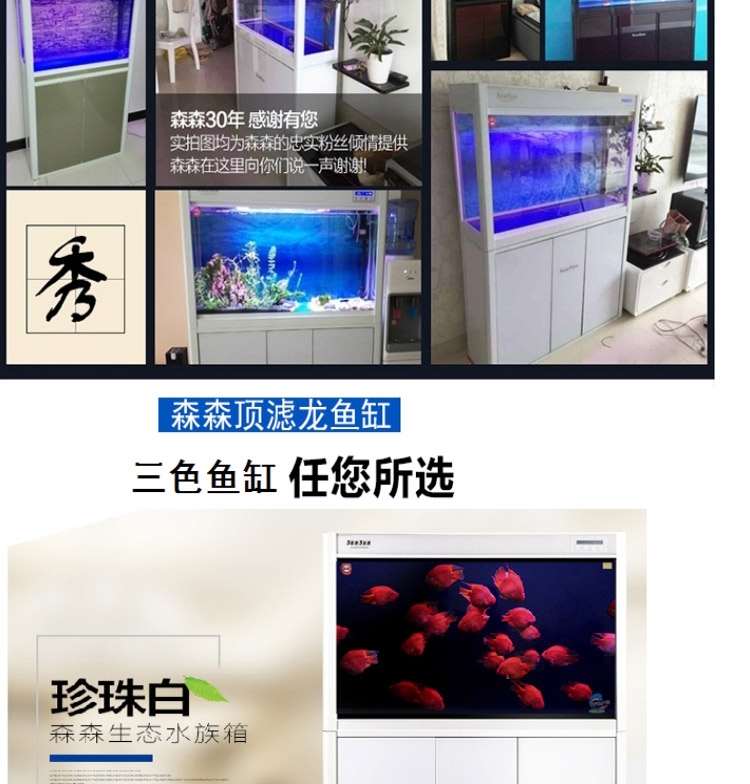 森森30年 感谢有您
实拍图均为森森的忠实粉丝倾情提供
森森在这里向你们说一声谢谢!
秀
森森顶滤龙鱼缸
三色鱼缸 任您所选
SunSun
珍珠白
森森生态水族箱